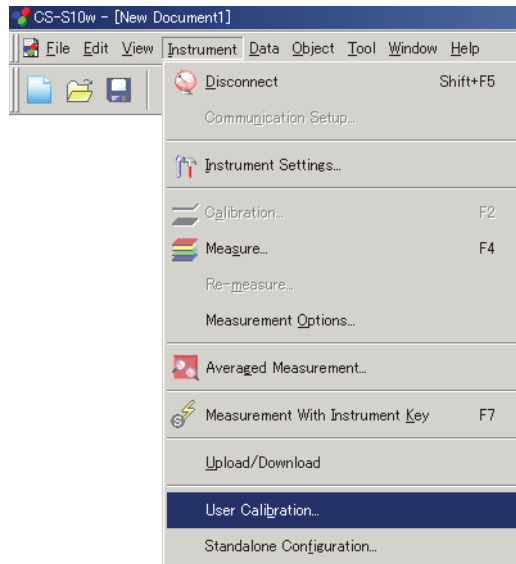 CS-S10w - [New Document1]
File Edit View Instrument Data Object Tool Window Help
Disconnect Shift+F5
Communication Setup...
Instrument Settings...
Calibration... F2
Measure... F4
Re-measure...
Measurement Options...
Averaged Measurement...
Measurement With Instrument Key F7
Upload/Download
User Calibration...
Standalone Configuration...